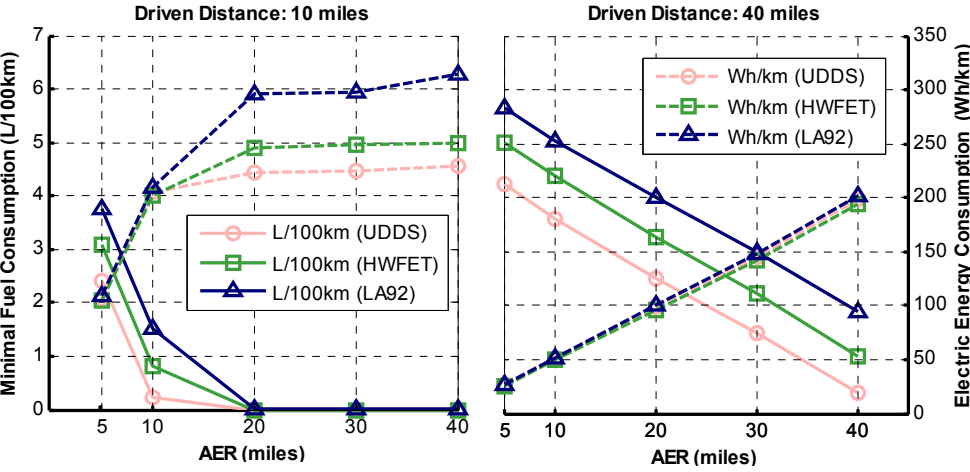 Driven Distance: 10 miles
Minimal Fuel Consumption (L/100km)
7
6
5
4
3
2
1
0
L/100km (UDDS)
L/100km (HWFET)
L/100km (LA92)
5 10 20 30 40
AER (miles)
Driven Distance: 40 miles
Wh/km (UDDS)
Wh/km (HWFET)
Wh/km (LA92)
350
300
250
200
150
100
50
0
Electric Energy Consumption (Wh/km)
5 10 20 30 40
AER (miles)